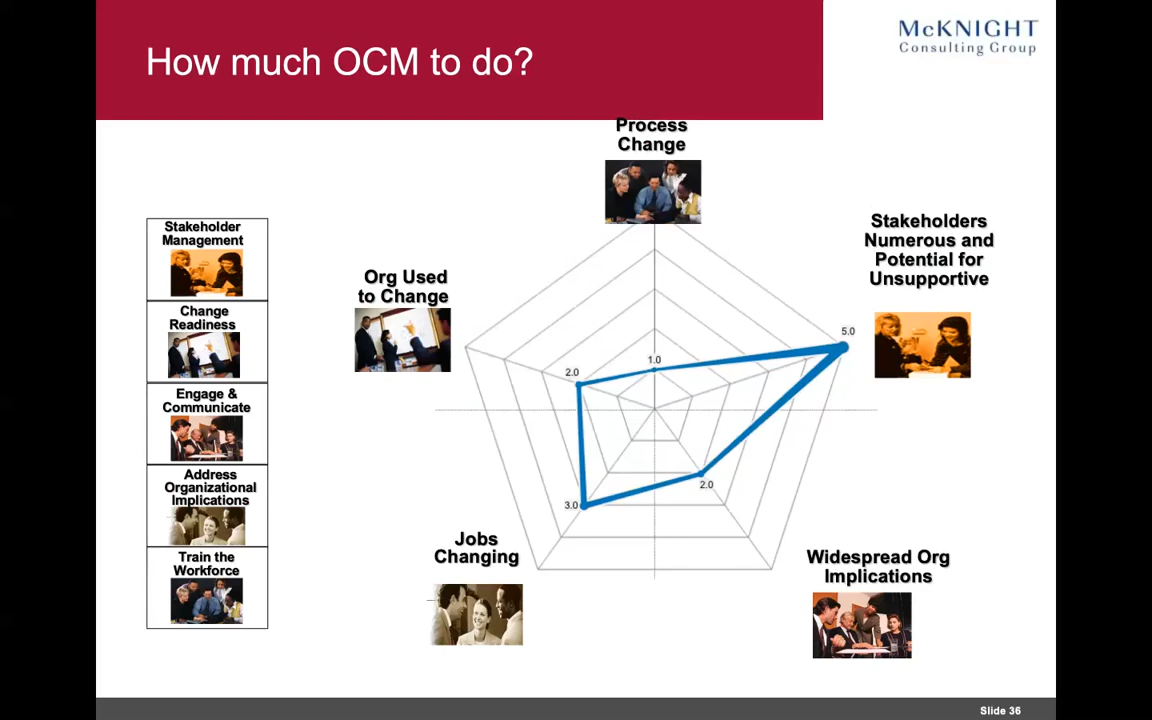 How much OCM to do?
McKNIGHT
Consulting Group
Stakeholder
Management
Change
Readiness
Engage &
Communicate
Address
Organizational
Implications
Train the
Workforce
Process
Change
Stakeholders
Numerous and
Potential for
Unsupportive
Org Used
to Change
5.0
1.0
2.0
2.0
3.0
Jobs
Changing
Widespread Org
Implications
Slide 36